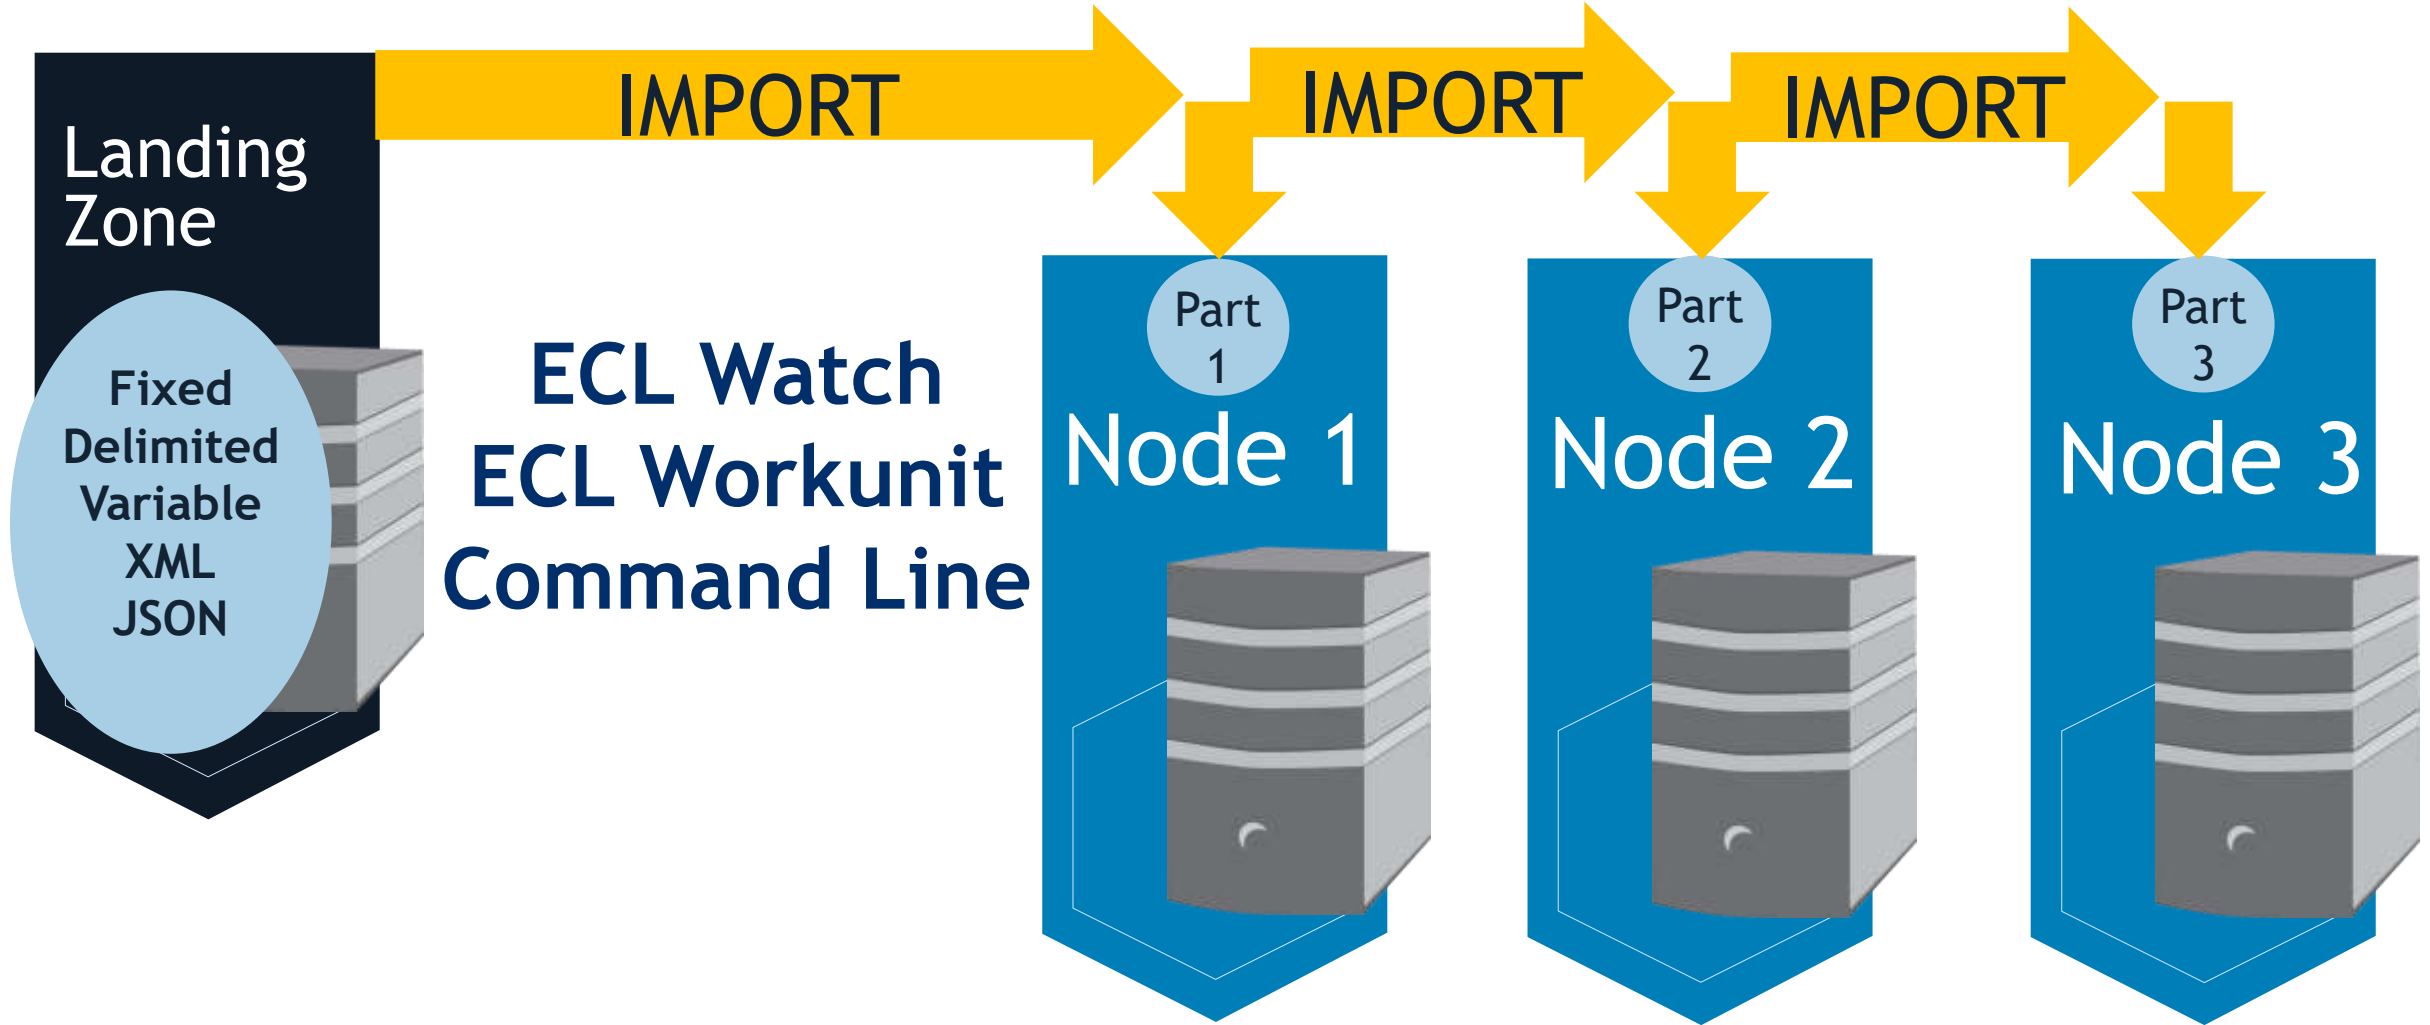 IMPORT
IMPORT
IMPORT
Landing
Zone
Fixed
Delimited
Variable
XML
JSON
ECL Watch
ECL Workunit
Command Line
Part
1
Node 1
Part
2
Node 2
Part
3
Node 3